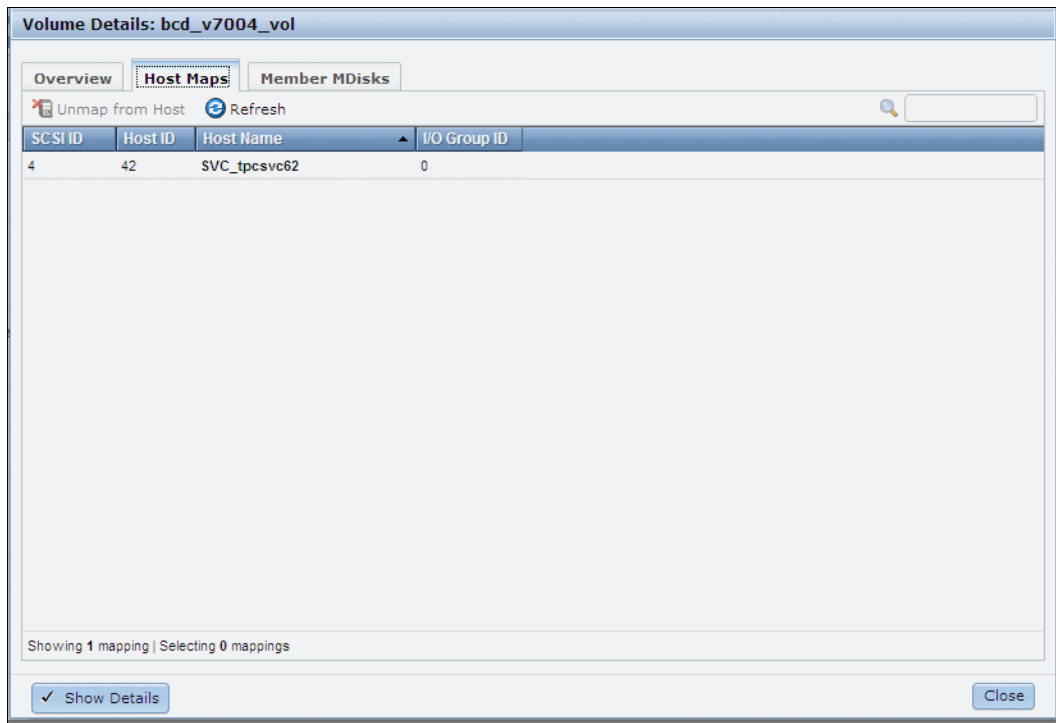 Volume Details: bcd_v7004_vol
Overview Host Maps Member MDisks
Unmap from Host Refresh
SCSI ID Host ID Host Name I/O Group ID
4 42 SVC_tpcsvc62 0
Showing 1 mapping | Selecting 0 mappings
✓ Show Details Close